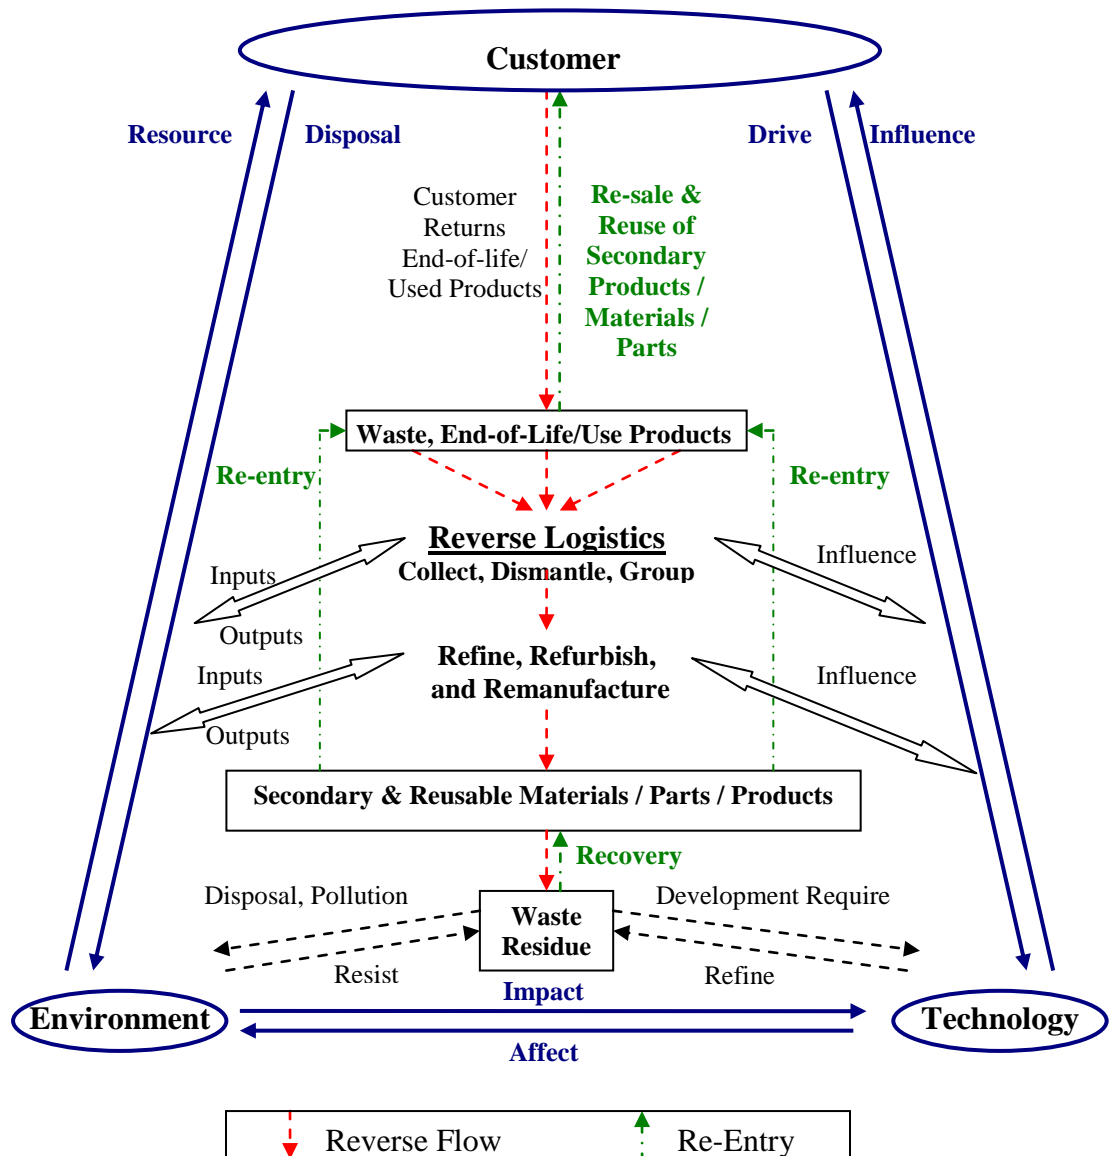 Customer
Resource
Disposal
Drive
Influence
Customer
Returns
End-of-life/
Used Products
Re-sale &
Reuse of
Secondary
Products /
Materials /
Parts
Waste, End-of-Life/Use Products
Re-entry
Re-entry
Reverse Logistics
Collect, Dismantle, Group
Inputs
Outputs
Influence
Refine, Refurbish,
and Remanufacture
Inputs
Outputs
Influence
Secondary & Reusable Materials / Parts / Products
Recovery
Disposal, Pollution
Development Require
Waste
Residue
Resist
Refine
Impact
Environment
Technology
Affect
Reverse Flow
Re-Entry